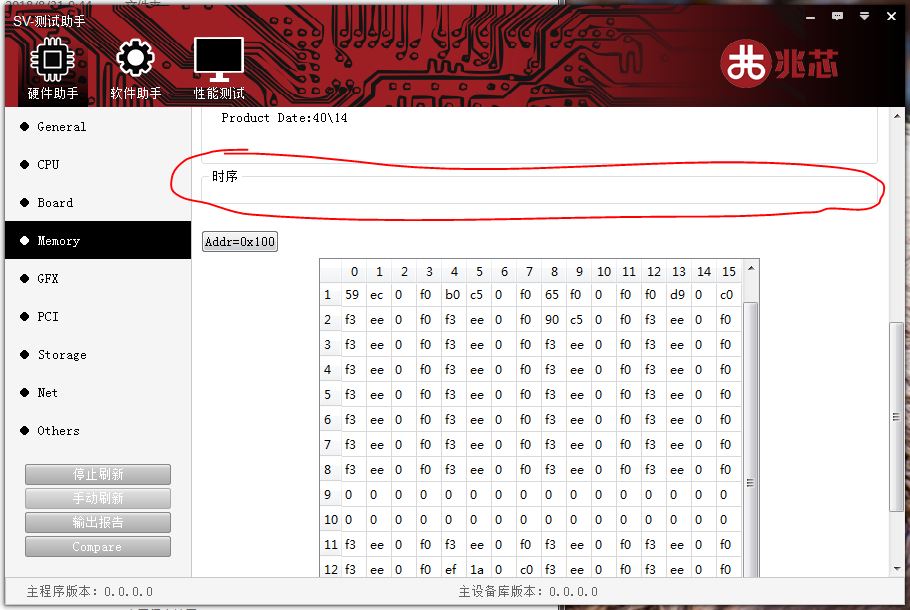 SV-测试助手
硬件助手 软件助手 性能测试 兆芯
General
CPU
Board
Memory
GFX
PCI
Storage
Net
Others
停止刷新
手动刷新
输出报告
Compare
Product Date:40\14
时序
Addr=0x100
0 1 2 3 4 5 6 7 8 9 10 11 12 13 14 15
1 59 ec 0 f0 b0 c5 0 f0 65 f0 0 f0 f0 d9 0 c0
2 f3 ee 0 f0 f3 ee 0 f0 90 c5 0 f0 f3 ee 0 f0
3 f3 ee 0 f0 f3 ee 0 f0 f3 ee 0 f0 f3 ee 0 f0
4 f3 ee 0 f0 f3 ee 0 f0 f3 ee 0 f0 f3 ee 0 f0
5 f3 ee 0 f0 f3 ee 0 f0 f3 ee 0 f0 f3 ee 0 f0
6 f3 ee 0 f0 f3 ee 0 f0 f3 ee 0 f0 f3 ee 0 f0
7 f3 ee 0 f0 f3 ee 0 f0 f3 ee 0 f0 f3 ee 0 f0
8 f3 ee 0 f0 f3 ee 0 f0 f3 ee 0 f0 f3 ee 0 f0
9 0 0 0 0 0 0 0 0 0 0 0 0 0 0 0 0
10 0 0 0 0 0 0 0 0 0 0 0 0 0 0 0 0
11 f3 ee 0 f0 f3 ee 0 f0 f3 ee 0 f0 f3 ee 0 f0
12 f3 ee 0 f0 ef 1a 0 c0 f3 ee 0 f0 f3 ee 0 f0
主程序版本：0.0.0.0 主设备库版本：0.0.0.0